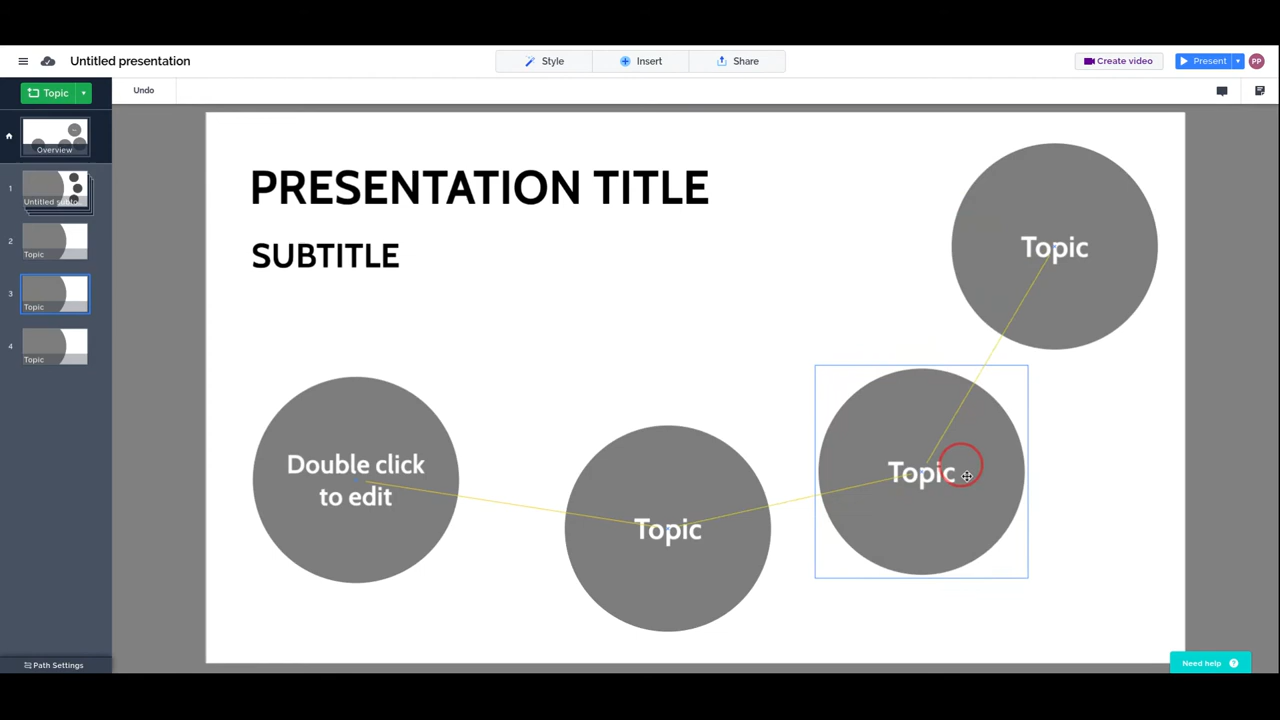 Untitled presentation
Style
Insert
Share
Create video
Present
PP
Topic
Undo
Overview
1
Untitled subto
2
Topic
3
Topic
4
Topic
PRESENTATION TITLE
SUBTITLE
Topic
Double click
to edit
Topic
Topic
Path Settings
Need help ?